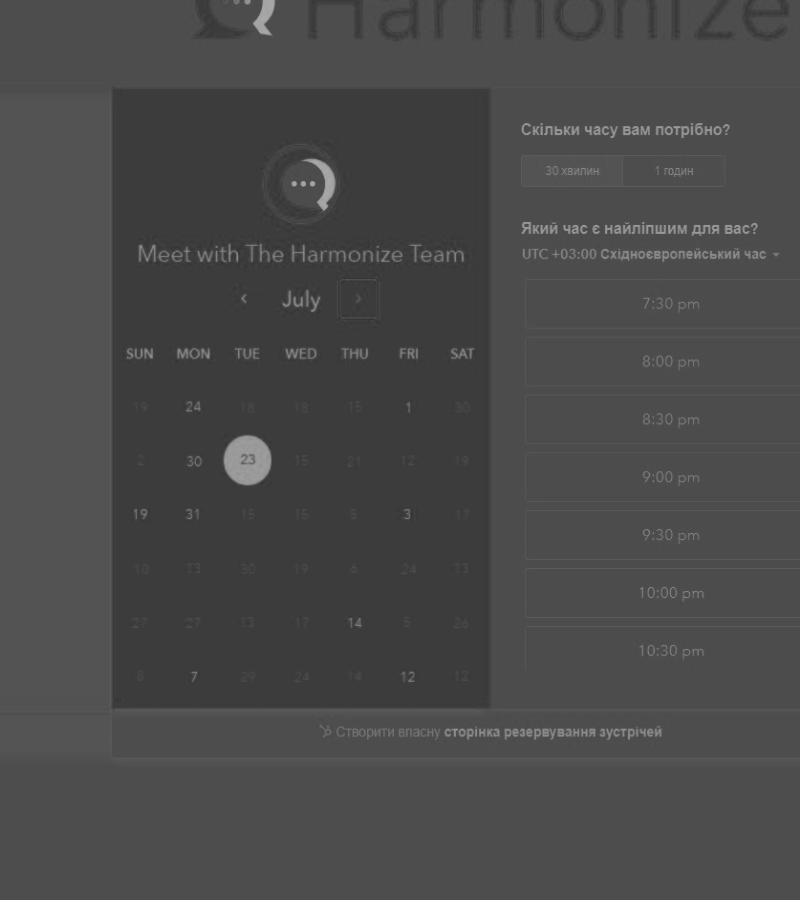 Harmonize
Meet with The Harmonize Team
July
SUN MON TUE WED THU FRI SAT
19 24 18 18 15 1 30
2 30 23 15 21 12 19
19 31 15 15 5 3 17
10 13 30 19 6 24 13
27 27 13 17 14 5 26
8 7 29 24 14 12 12
Скільки часу вам потрібно?
30 хвилин 1 годин
Який час є найліпшим для вас?
UTC +03:00 Східноєвропейський час
7:30 pm
8:00 pm
8:30 pm
9:00 pm
9:30 pm
10:00 pm
10:30 pm
Створити власну сторінка резервування зустрічей